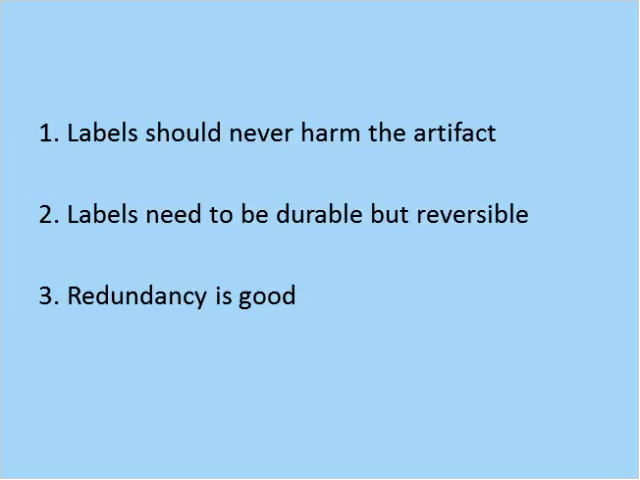 1. Labels should never harm the artifact
2. Labels need to be durable but reversible
3. Redundancy is good